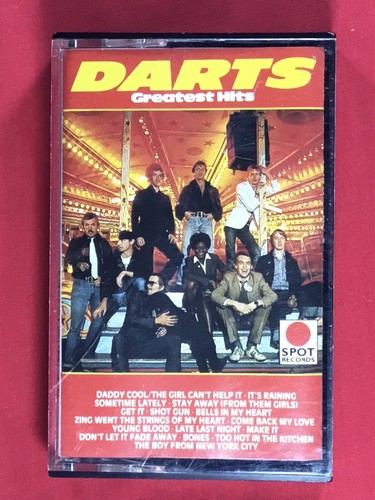 DARTS
Greatest Hits
SPOT
RECORDS
DADDY COOL/THE GIRL CAN'T HELP IT · IT'S RAINING
SOMETIME LATELY · STAY AWAY (FROM THEM GIRLS)
GET IT · SHOT GUN · BELLS IN MY HEART
ZING WENT THE STRINGS OF MY HEART · COME BACK MY LOVE
YOUNG BLOOD · LATE LAST NIGHT · MAKE IT
DON'T LET IT FADE AWAY · BONES · TOO HOT IN THE KITCHEN
THE BOY FROM NEW YORK CITY